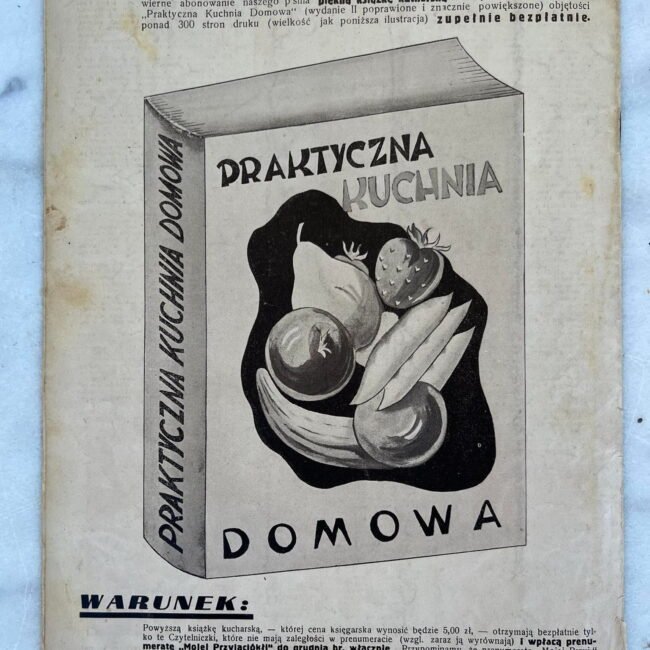 wierne abonowanie naszego pisma piękną książkę kucharską
„Praktyczna Kuchnia Domowa“ (wydanie II poprawione i znacznie powiększone) objętości
ponad 300 stron druku (wielkość jak poniższa ilustracja) zupełnie bezpłatnie.
PRAKTYCZNA
KUCHNIA
DOMOWA
PRAKTYCZNA KUCHNIA DOMOWA
WARUNEK:
Powyższą książkę kucharską, — której cena księgarska wynosić będzie 5,00 zł, — otrzymają bezpłatnie tyl-
ko te Czytelniczki, które nie mają zaległości w prenumeracie (wzgl. zaraz ją wyrównają) i wpłacą prenu-
meratę „Mojej Przyjaciółki“ do grudnia br. włącznie.